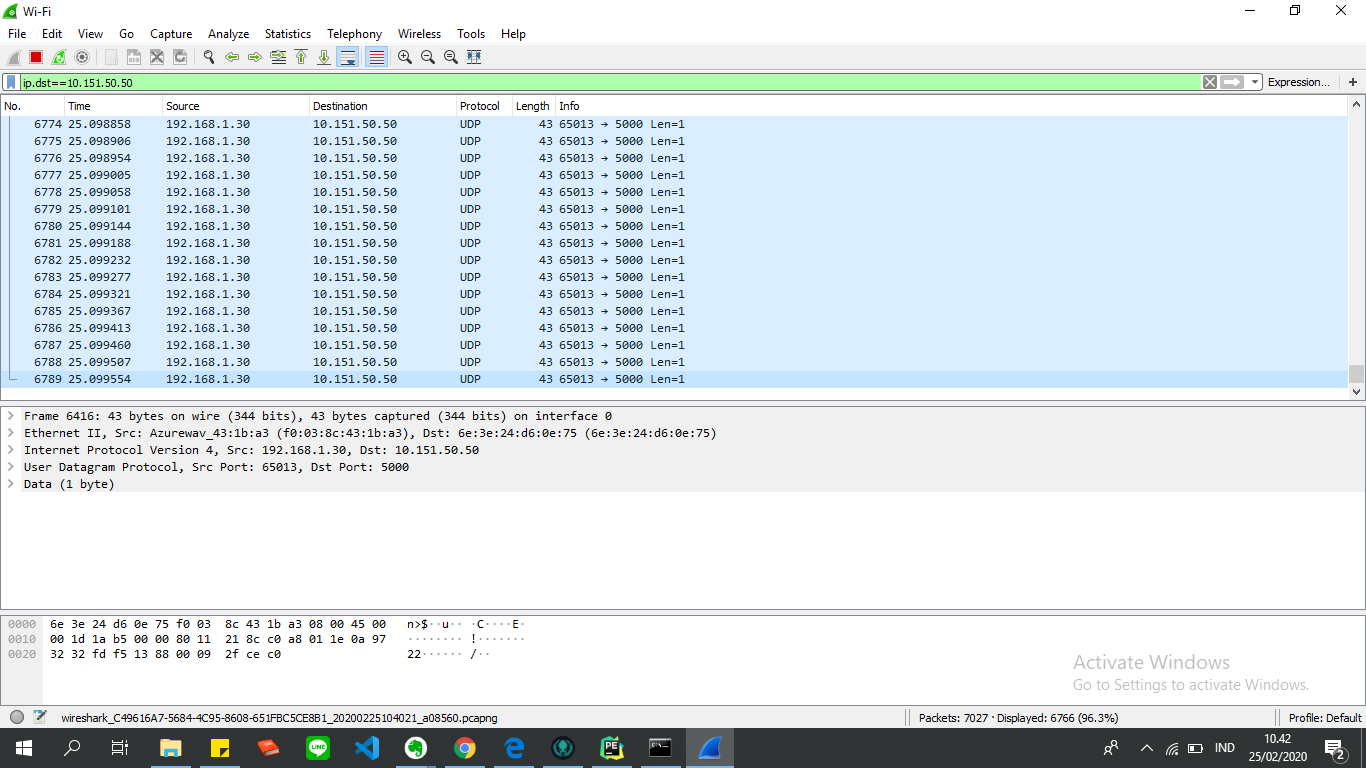 Wi-Fi
File Edit View Go Capture Analyze Statistics Telephony Wireless Tools Help
ip.dst==10.151.50.50 Expression... +
No. Time Source Destination Protocol Length Info
6774 25.098858 192.168.1.30 10.151.50.50 UDP 43 65013 → 5000 Len=1
6775 25.098906 192.168.1.30 10.151.50.50 UDP 43 65013 → 5000 Len=1
6776 25.098954 192.168.1.30 10.151.50.50 UDP 43 65013 → 5000 Len=1
6777 25.099005 192.168.1.30 10.151.50.50 UDP 43 65013 → 5000 Len=1
6778 25.099058 192.168.1.30 10.151.50.50 UDP 43 65013 → 5000 Len=1
6779 25.099101 192.168.1.30 10.151.50.50 UDP 43 65013 → 5000 Len=1
6780 25.099144 192.168.1.30 10.151.50.50 UDP 43 65013 → 5000 Len=1
6781 25.099188 192.168.1.30 10.151.50.50 UDP 43 65013 → 5000 Len=1
6782 25.099232 192.168.1.30 10.151.50.50 UDP 43 65013 → 5000 Len=1
6783 25.099277 192.168.1.30 10.151.50.50 UDP 43 65013 → 5000 Len=1
6784 25.099321 192.168.1.30 10.151.50.50 UDP 43 65013 → 5000 Len=1
6785 25.099367 192.168.1.30 10.151.50.50 UDP 43 65013 → 5000 Len=1
6786 25.099413 192.168.1.30 10.151.50.50 UDP 43 65013 → 5000 Len=1
6787 25.099460 192.168.1.30 10.151.50.50 UDP 43 65013 → 5000 Len=1
6788 25.099507 192.168.1.30 10.151.50.50 UDP 43 65013 → 5000 Len=1
6789 25.099554 192.168.1.30 10.151.50.50 UDP 43 65013 → 5000 Len=1
Frame 6416: 43 bytes on wire (344 bits), 43 bytes captured (344 bits) on interface 0
Ethernet II, Src: Azurewav_43:1b:a3 (f0:03:8c:43:1b:a3), Dst: 6e:3e:24:d6:0e:75 (6e:3e:24:d6:0e:75)
Internet Protocol Version 4, Src: 192.168.1.30, Dst: 10.151.50.50
User Datagram Protocol, Src Port: 65013, Dst Port: 5000
Data (1 byte)
0000 6e 3e 24 d6 0e 75 f0 03 8c 43 1b a3 08 00 45 00 n>$··u·· ·C····E·
0010 00 1d 1a b5 00 00 80 11 21 8c c0 a8 01 1e 0a 97 ········ !·······
0020 32 32 fd f5 13 88 00 09 2f ce c0 22······ /··
Activate Windows
Go to Settings to activate Windows.
wireshark_C49616A7-5684-4C95-8608-651FBC5CE8B1_20200225104021_a08560.pcapng Packets: 7027 · Displayed: 6766 (96.3%) Profile: Default
LINE PE C:\ IND 10.42
25/02/2020 2